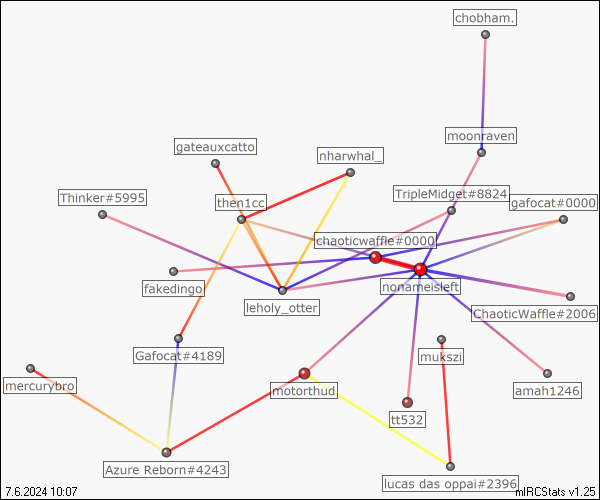 chobham.
moonraven
gateauxcatto
nharwhal_
Thinker#5995
then1cc
TripleMidget#8824
gafocat#0000
chaoticwaffle#0000
fakedingo
leholy_otter
nonameisleft
ChaoticWaffle#2006
Gafocat#4189
mukszi
mercurybro
motorthud
amah1246
tt532
Azure Reborn#4243
lucas das oppai#2396
7.6.2024 10:07
mIRCStats v1.25